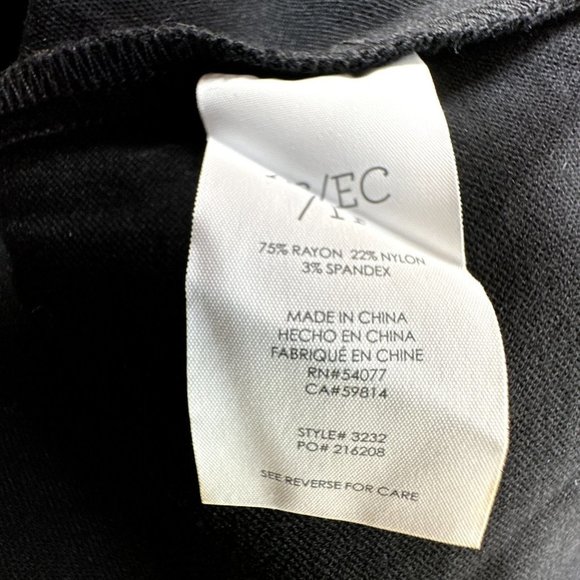 /EC
75% RAYON 22% NYLON
3% SPANDEX
MADE IN CHINA
HECHO EN CHINA
FABRIQUÉ EN CHINE
RN#54077
CA#59814
STYLE# 3232
PO# 216208
SEE REVERSE FOR CARE